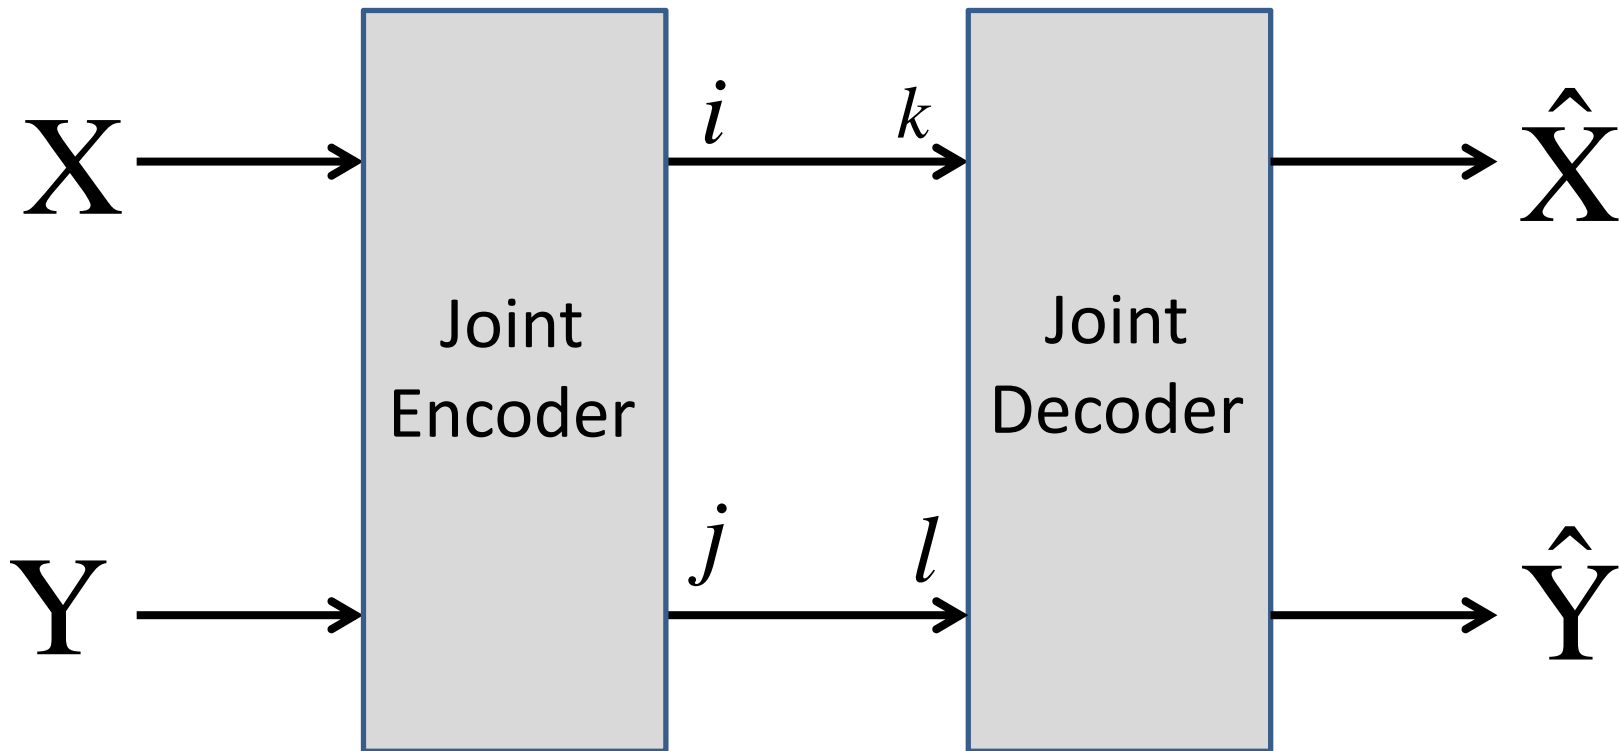 X
i
k
X̂
Joint
Encoder
Joint
Decoder
Y
j
l
Ŷ